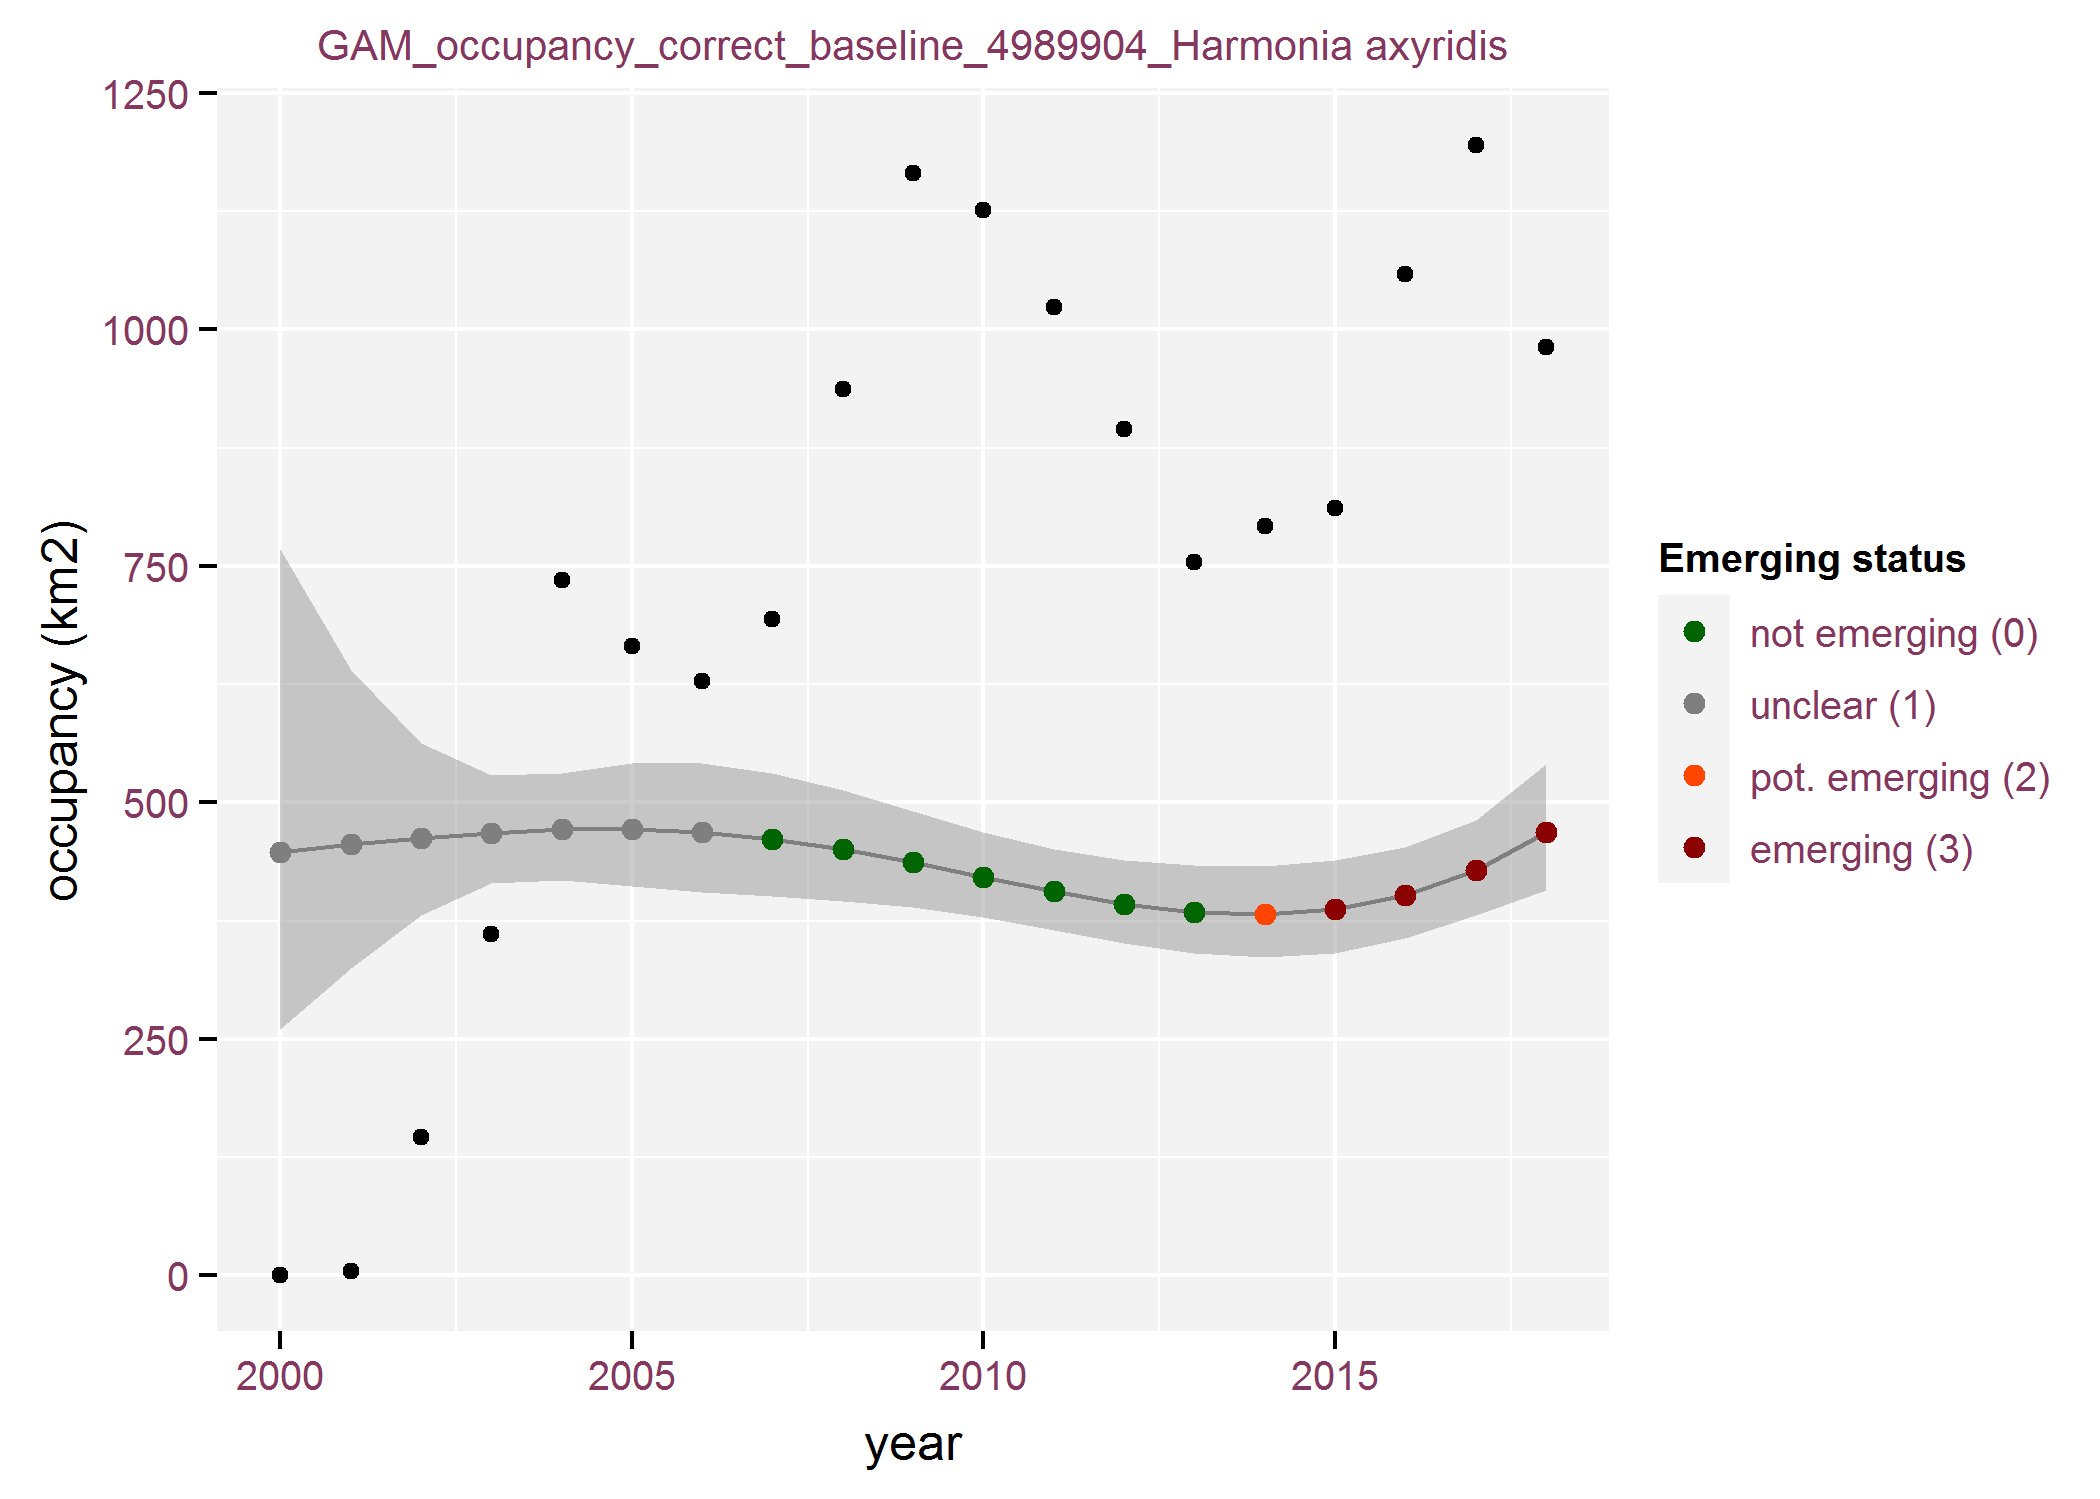 GAM_occupancy_correct_baseline_4989904_Harmonia axyridis
1250
1000
750
500
250
0
occupancy (km2)
2000
2005
2010
2015
year
Emerging status
not emerging (0)
unclear (1)
pot. emerging (2)
emerging (3)